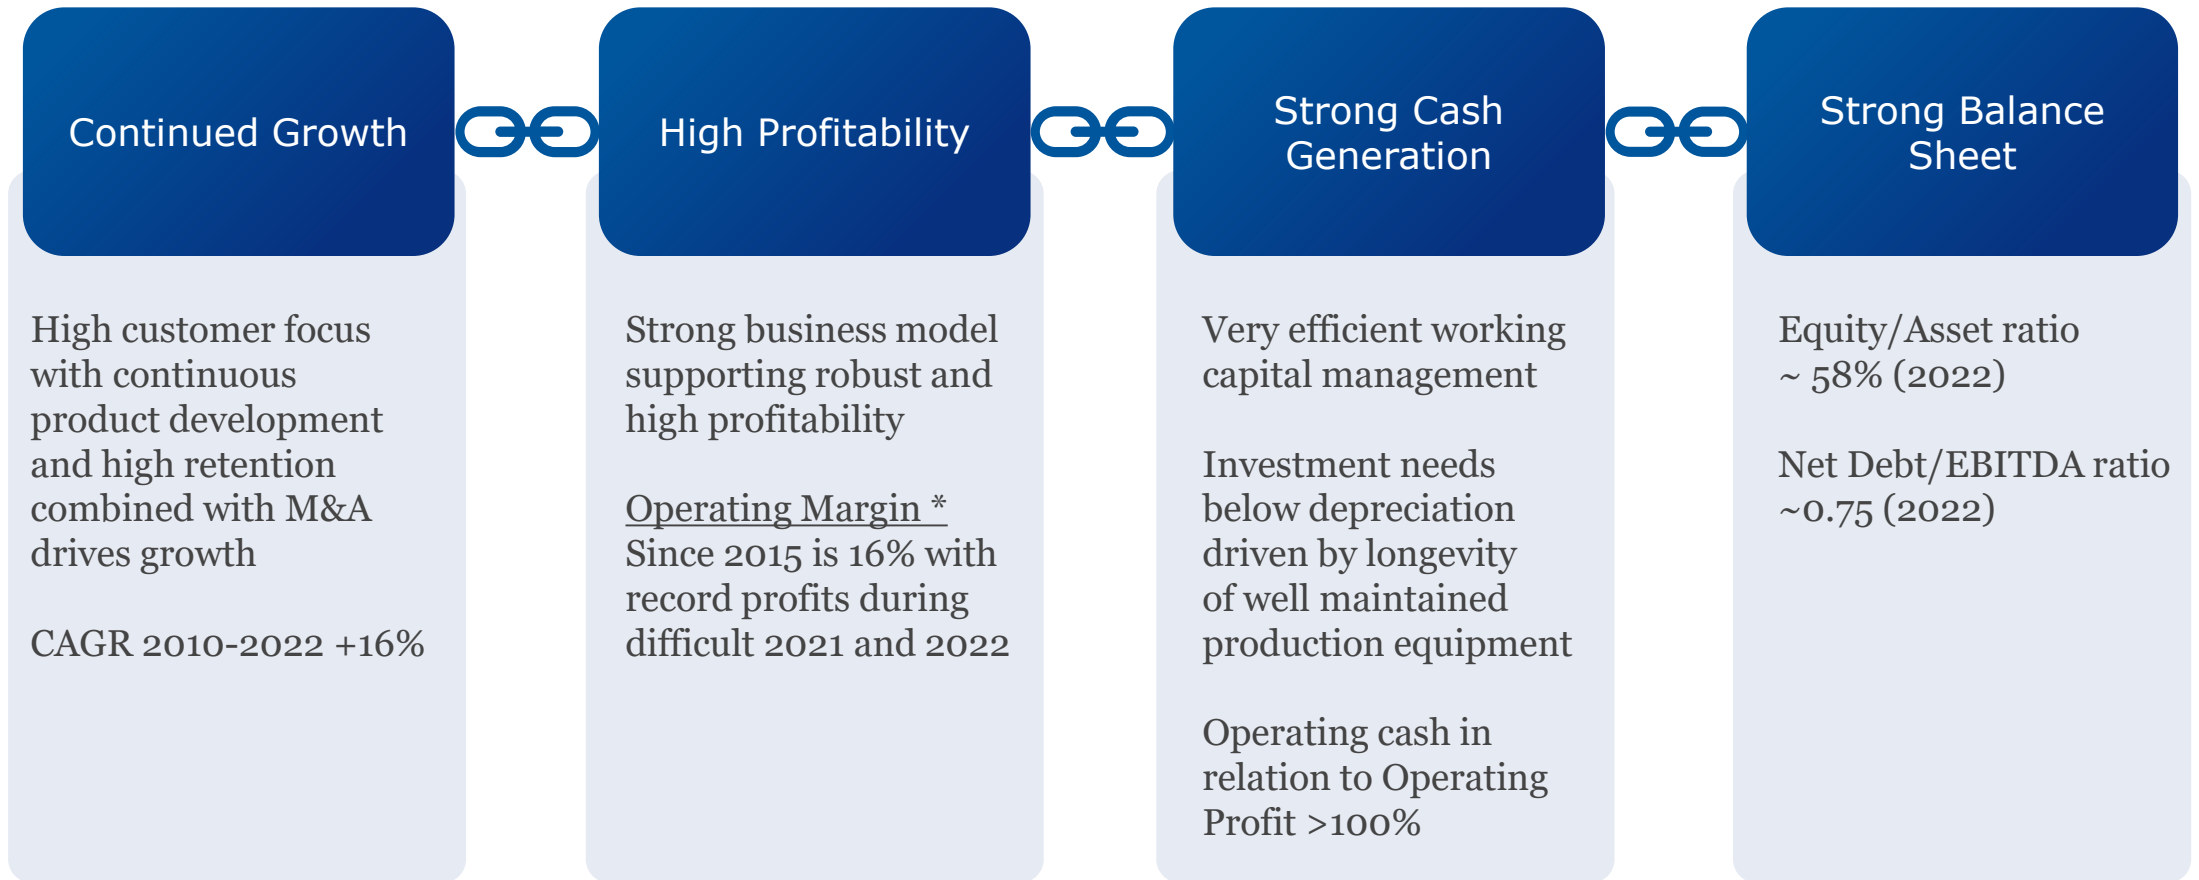 Continued Growth
High customer focus
with continuous
product development
and high retention
combined with M&A
drives growth
CAGR 2010-2022 +16%
High Profitability
Strong business model
supporting robust and
high profitability
Operating Margin *
Since 2015 is 16% with
record profits during
difficult 2021 and 2022
Strong Cash
Generation
Very efficient working
capital management
Investment needs
below depreciation
driven by longevity
of well maintained
production equipment
Operating cash in
relation to Operating
Profit >100%
Strong Balance
Sheet
Equity/Asset ratio
~ 58% (2022)
Net Debt/EBITDA ratio
~0.75 (2022)